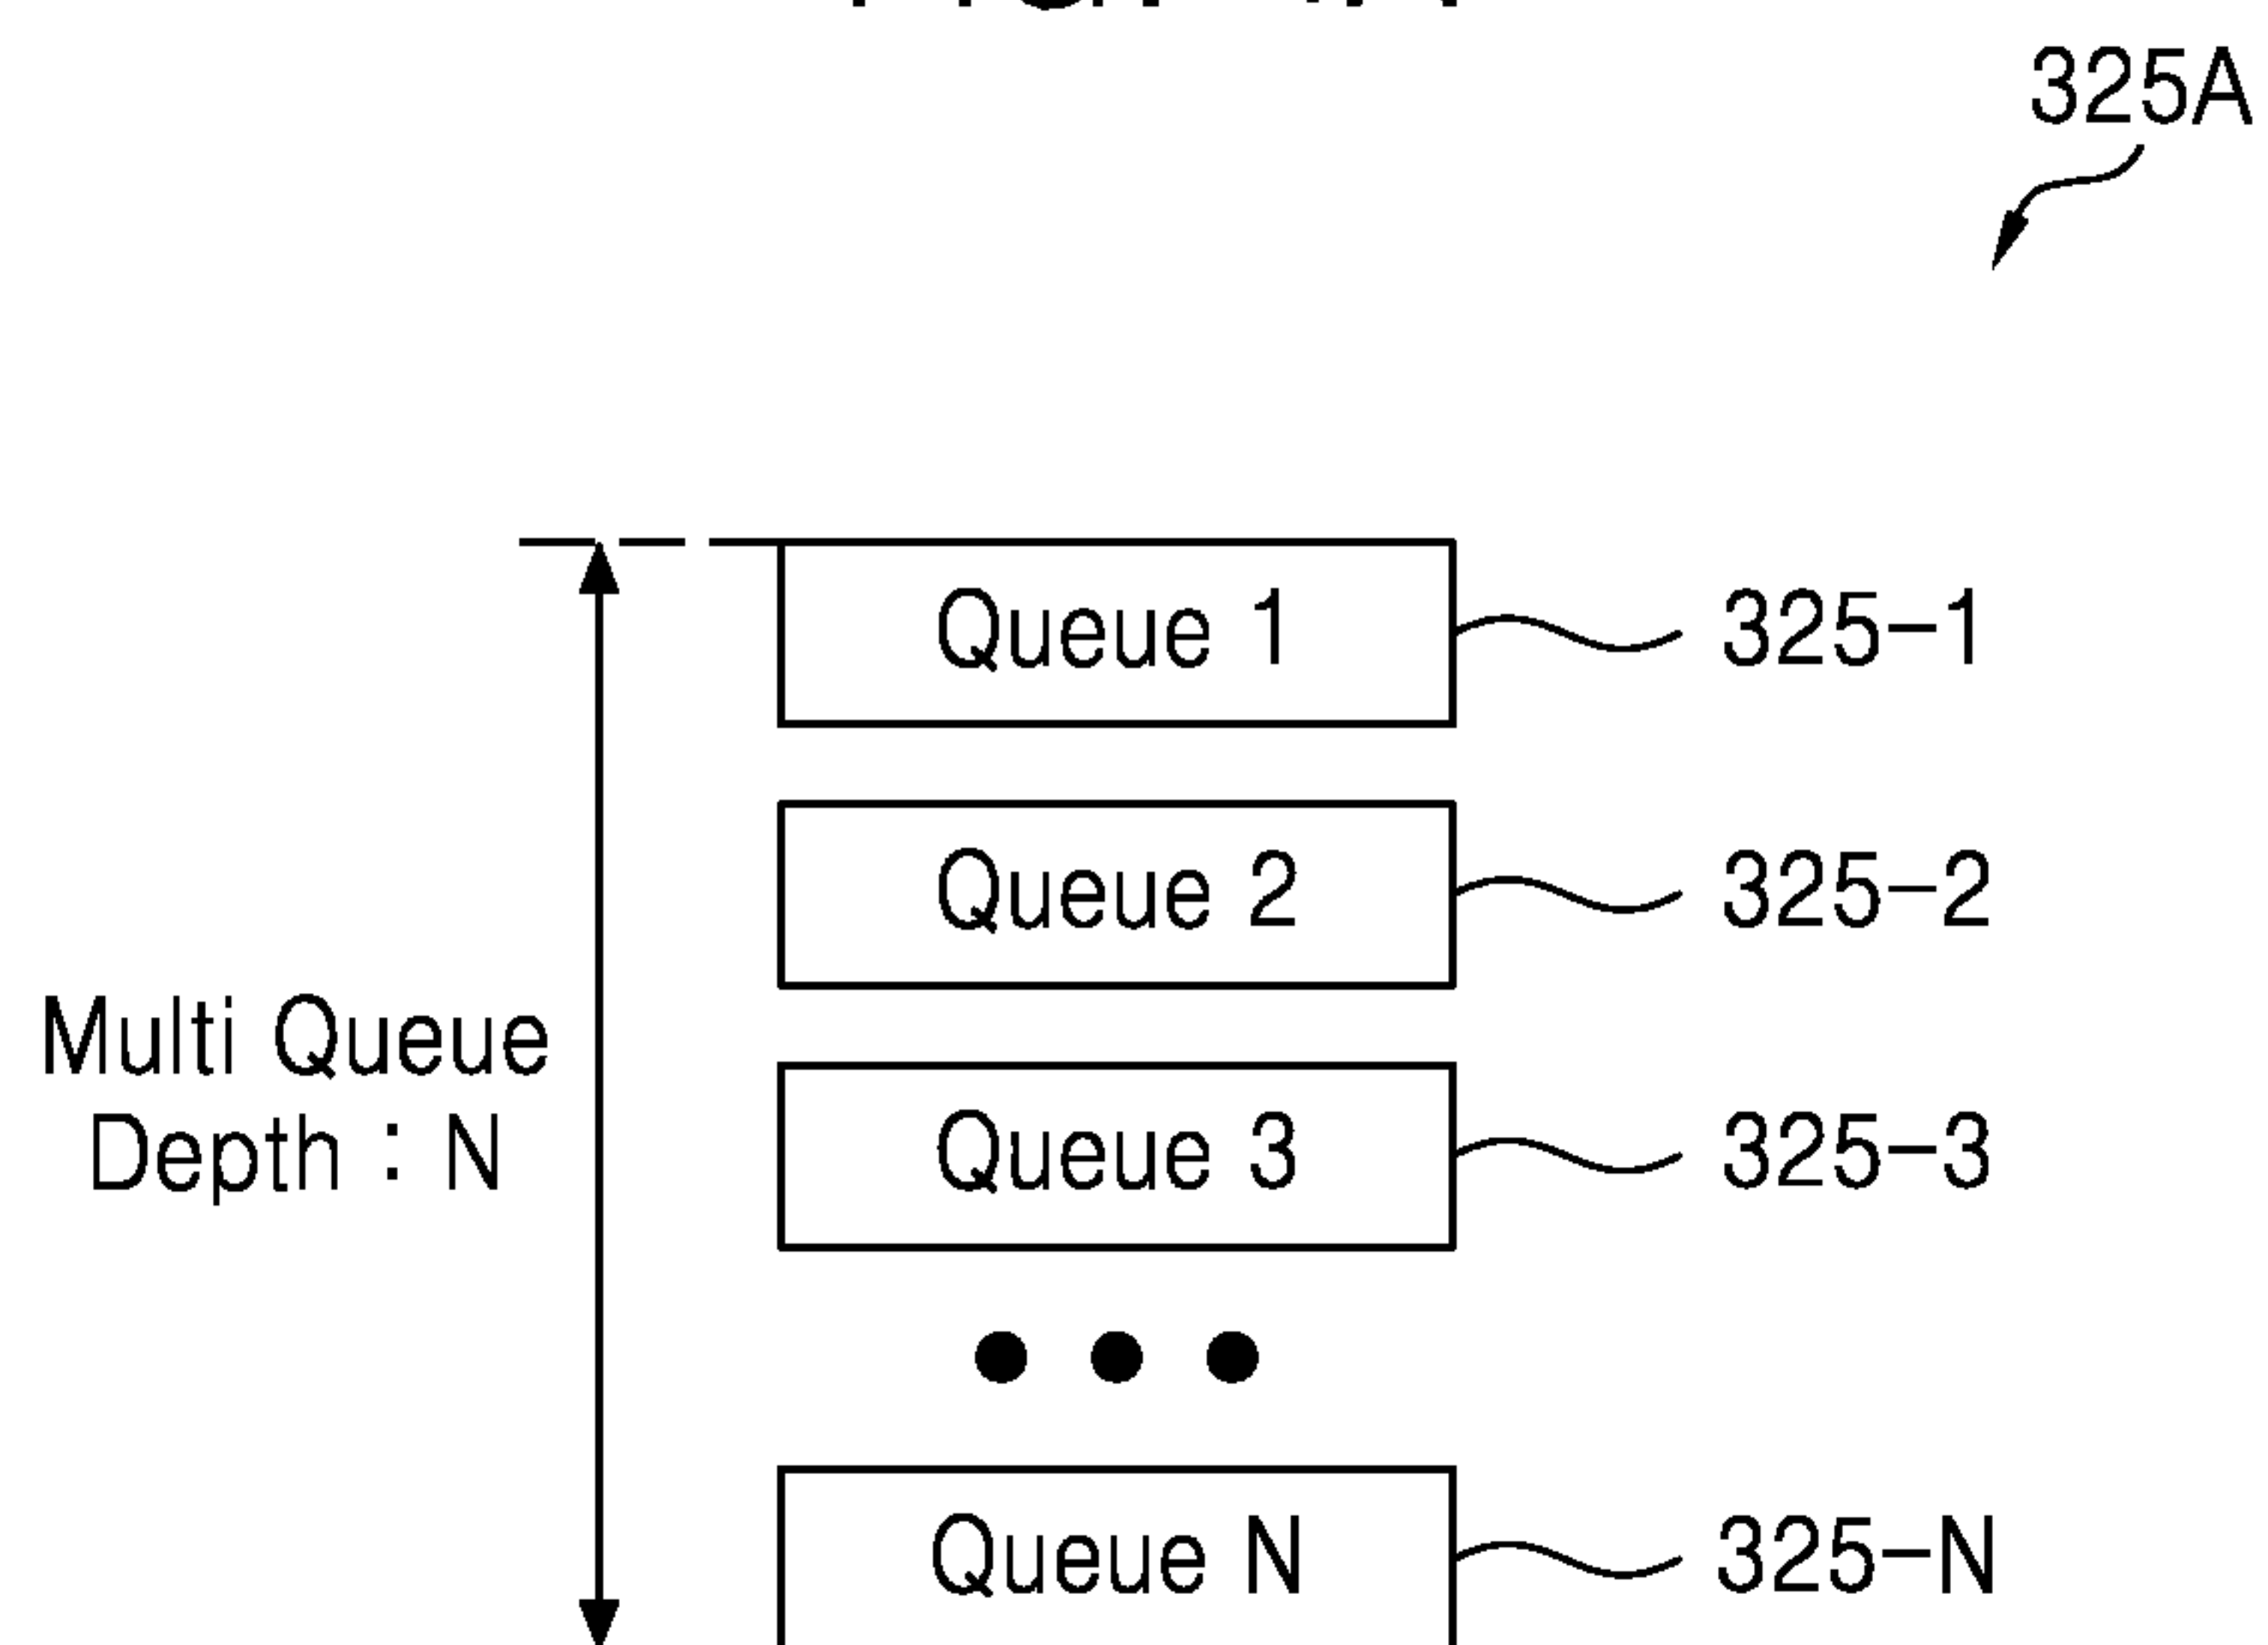 325A
Queue 1
325-1
Queue 2
325-2
Multi Queue
Depth : N
Queue 3
325-3
Queue N
325-N